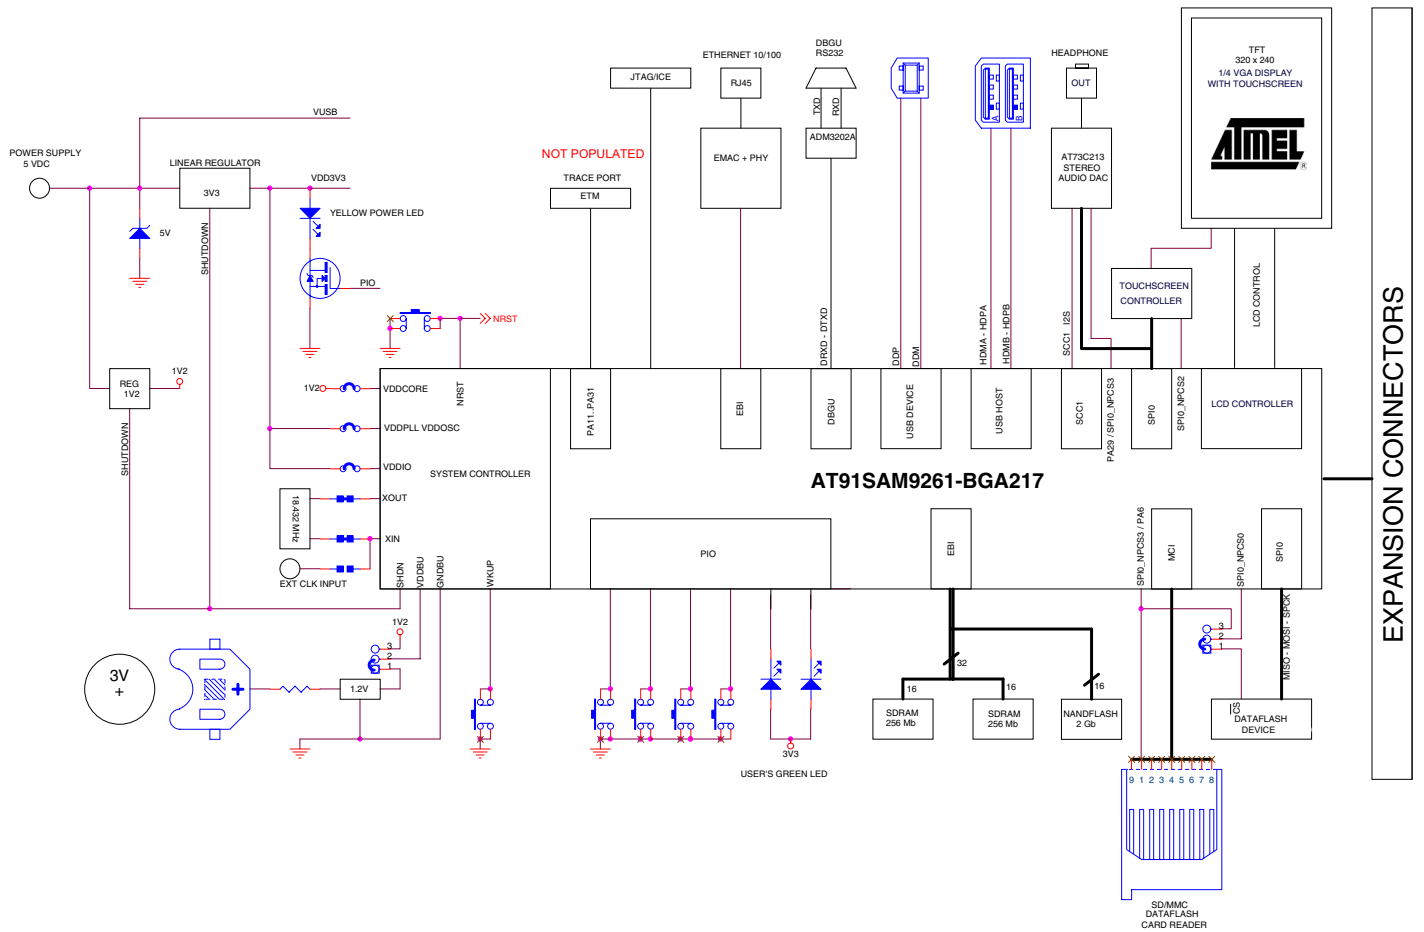 POWER SUPPLY
5 VDC
VUSB
LINEAR REGULATOR
3V3
VDD3V3
YELLOW POWER LED
5V
SHUTDOWN
PIO
NRST
REG
1V2
1V2
SHUTDOWN
NOT POPULATED
TRACE PORT
ETM
JTAG/ICE
ETHERNET 10/100
RJ45
EMAC + PHY
DBGU
RS232
TXD
RXD
ADM3202A
DRXD - DTXD
DDP
DDM
A
B
HDMA - HDPA
HDMB - HDPB
HEADPHONE
OUT
AT73C213
STEREO
AUDIO DAC
SCC1 I2S
TFT
320 x 240
1/4 VGA DISPLAY
WITH TOUCHSCREEN
ATMEL
®
TOUCHSCREEN
CONTROLLER
LCD CONTROL
EXPANSION CONNECTORS
1V2
VDDCORE
VDDPLL VDDOSC
VDDIO
XOUT
XIN
18.432 MHz
EXT CLK INPUT
NRST
SYSTEM CONTROLLER
SHDN
VDDBU
GNDBU
WKUP
PA11..PA31
EBI
DBGU
USB DEVICE
USB HOST
SCC1
PA29 / SPI0_NPCS3
SPI0
SPI0_NPCS2
LCD CONTROLLER
AT91SAM9261-BGA217
PIO
EBI
SPI0_NPCS3 / PA6
MCI
SPI0_NPCS0
SPI0
3V
+
+
1.2V
1V2
3
2
1
3V3
USER'S GREEN LED
32
16
16
16
SDRAM
256 Mb
SDRAM
256 Mb
NANDFLASH
2 Gb
3
2
1
MISO - MOSI - SPCK
CS
DATAFLASH
DEVICE
9 1 2 3 4 5 6 7 8
SD/MMC
DATAFLASH
CARD READER